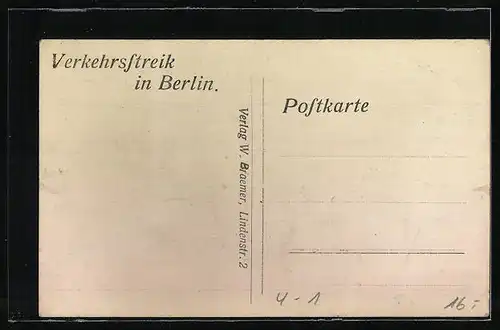 Verkehrsſtreik
in Berlin.
Poſtkarte
Verlag W. Braemer, Lindenstr. 2
4-1
16.-